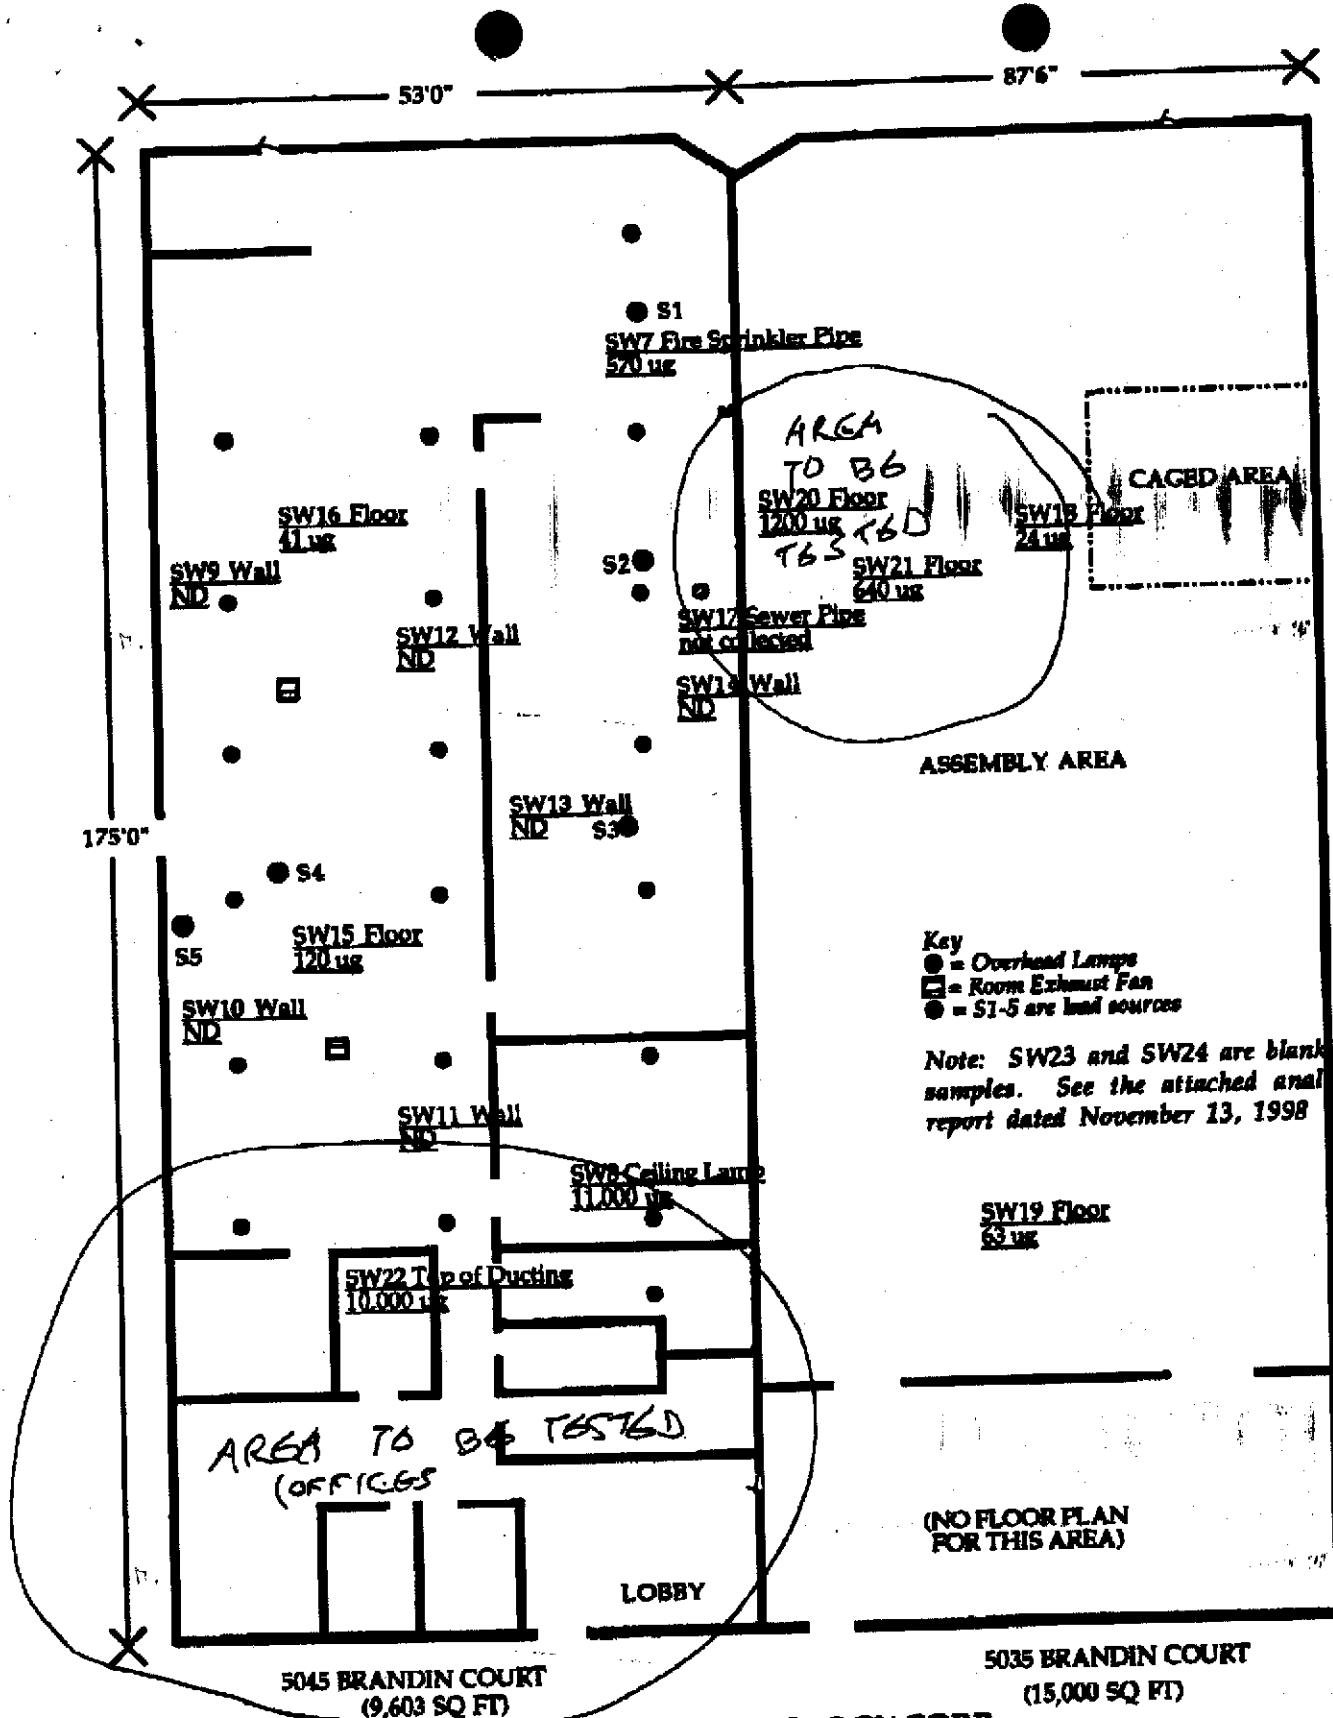 53'0"
87'6"
S1
SW7 Fire Sprinkler Pipe
570 ug
AREA
TO BE
TESTED
SW20 Floor
1200 ug
CAGED AREA
SW18 Floor
24 ug
SW16 Floor
41 ug
S2
SW21 Floor
640 ug
SW9 Wall
ND
SW17 Sewer Pipe
not collected
SW12 Wall
ND
SW14 Wall
ND
ASSEMBLY AREA
SW13 Wall
ND
S3
175'0"
S4
SW15 Floor
120 ug
S5
Key
= Overhead Lamps
= Room Exhaust Fan
= S1-5 are lead sources
SW10 Wall
ND
Note: SW23 and SW24 are blank
samples. See the attached anal
report dated November 13, 1998
SW11 Wall
ND
SW8 Ceiling Lamp
11,000 ug
SW19 Floor
63 ug
SW22 Top of Ducting
10,000 ug
AREA TO BE TESTED
(OFFICES
(NO FLOOR PLAN
FOR THIS AREA)
LOBBY
5045 BRANDIN COURT
(9,603 SQ FT)
5035 BRANDIN COURT
(15,000 SQ FT)